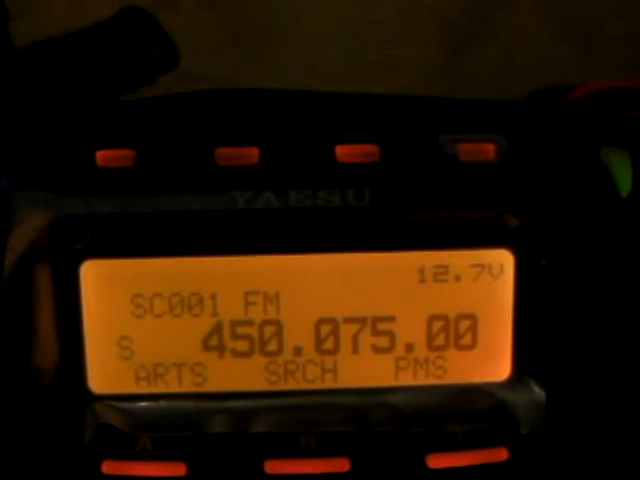 YAESU
12.7V
SC001 FM
S 450.075.00
ARTS SRCH PMS
A